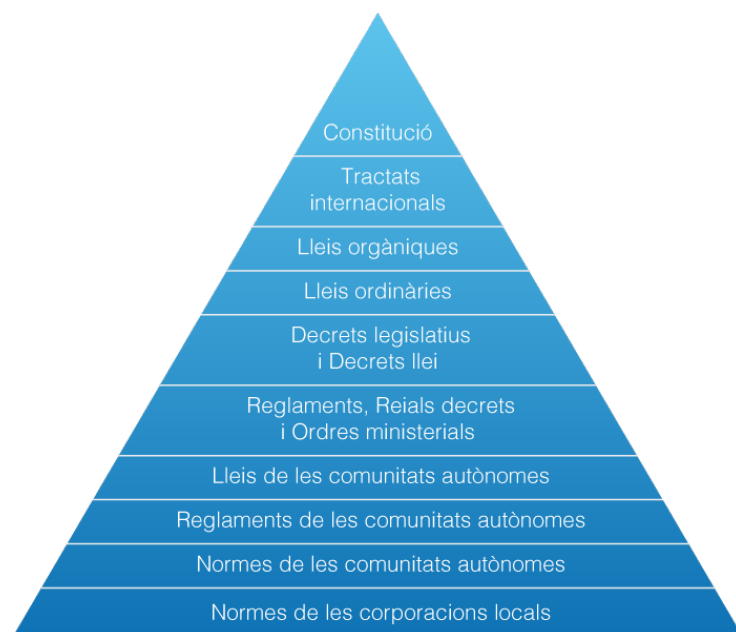 Constitució
Tractats
internacionals
Lleis orgàniques
Lleis ordinàries
Decrets legislatius
i Decrets llei
Reglaments, Reials decrets
i Ordres ministerials
Lleis de les comunitats autònomes
Reglaments de les comunitats autònomes
Normes de les comunitats autònomes
Normes de les corporacions locals